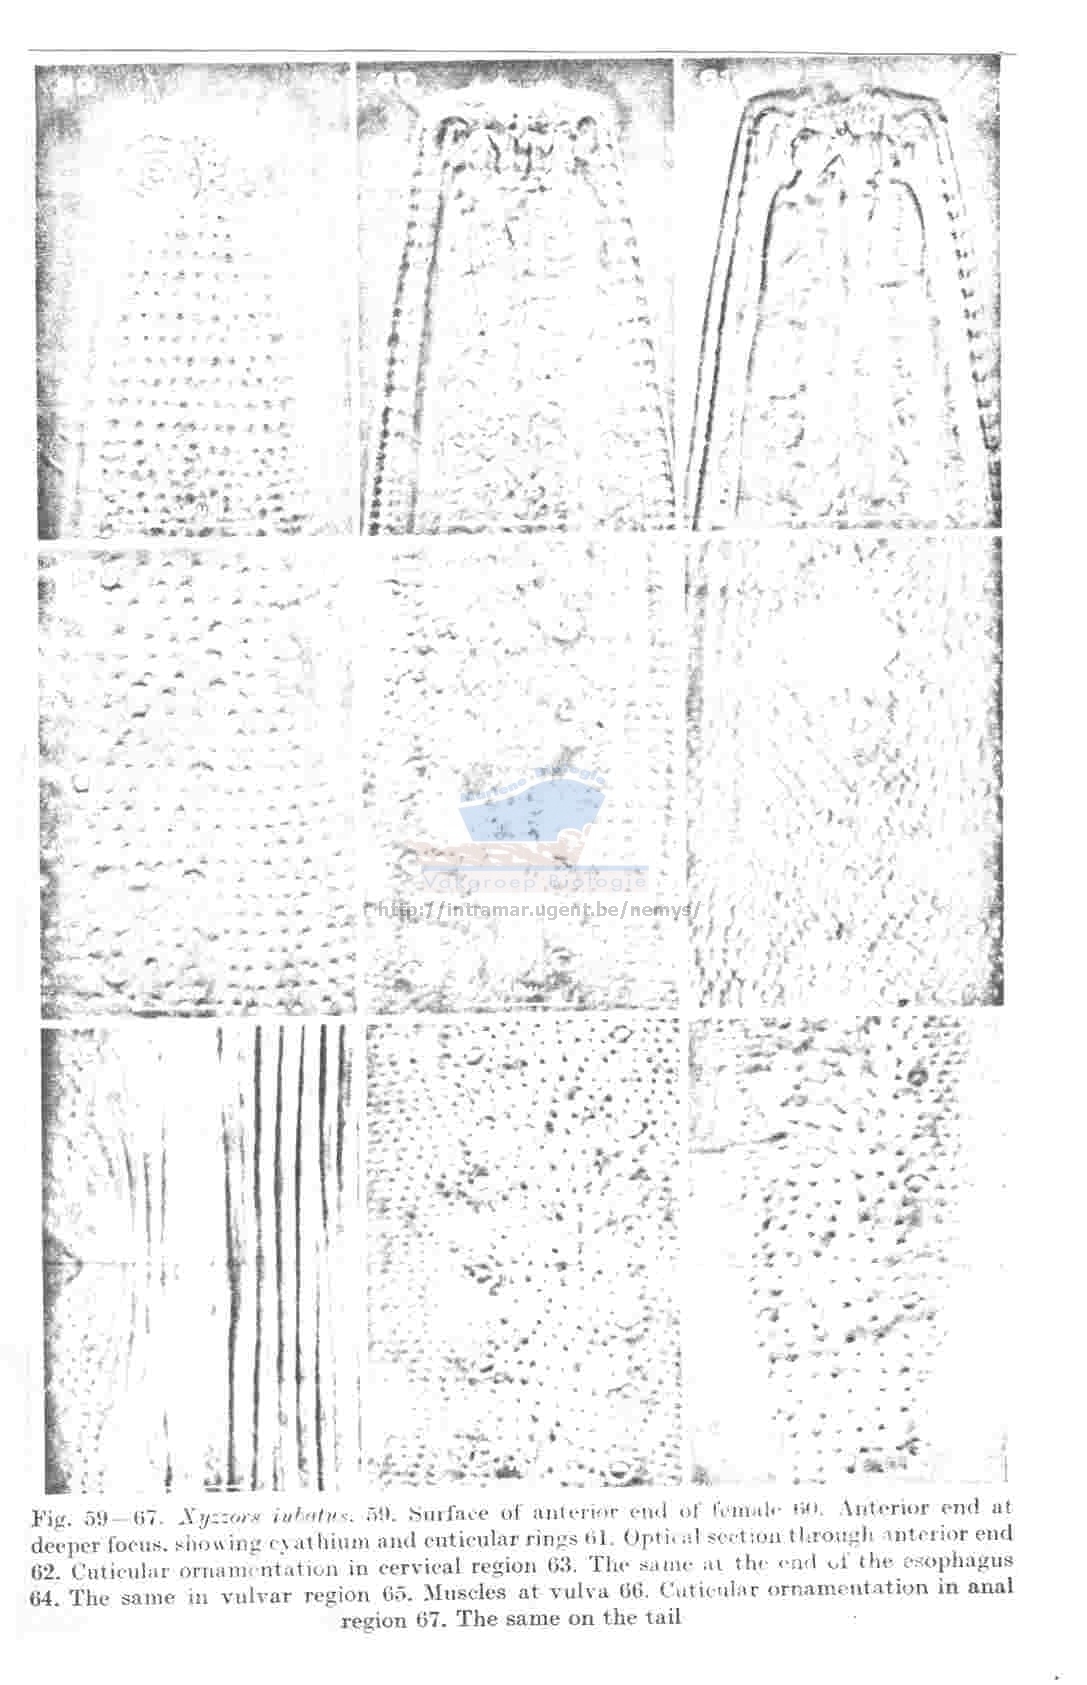 Marione Biologie
Vakgroep Biologie
http://intramar.ugent.be/nemys/
Fig. 59—67. Xyzzors iubatus. 59. Surface of anterior end of female 60. Anterior end at
deeper focus, showing cyathium and cuticular rings 61. Optical section through anterior end
62. Cuticular ornamentation in cervical region 63. The same at the end of the esophagus
64. The same in vulvar region 65. Muscles at vulva 66. Cuticular ornamentation in anal
region 67. The same on the tail